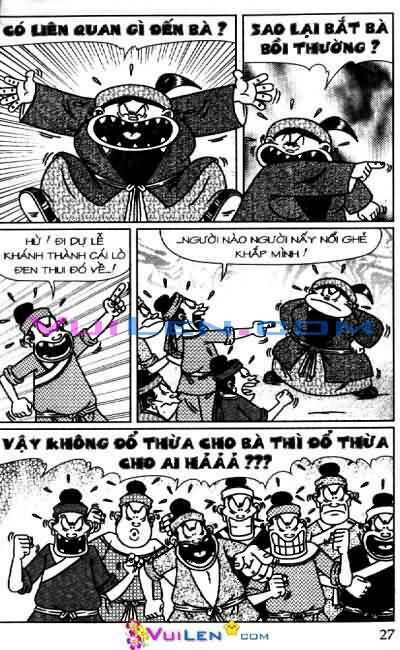 CÓ LIÊN QUAN GÌ ĐẾN BÀ?
SAO LẠI BẮT BÀ
BỒI THƯỜNG?
HỪ! ĐI DỰ LỄ
KHÁNH THÀNH CÁI LÒ
ĐEN THUI ĐÓ VỀ...!
...NGƯỜI NÀO NGƯỜI NẤY NỔI GHẺ
KHẮP MÌNH!
VUILEN.COM
VẬY KHÔNG ĐỔ THỪA CHO BÀ THÌ ĐỔ THỪA
CHO AI HẢẢẢ???
27
VUILEN.COM